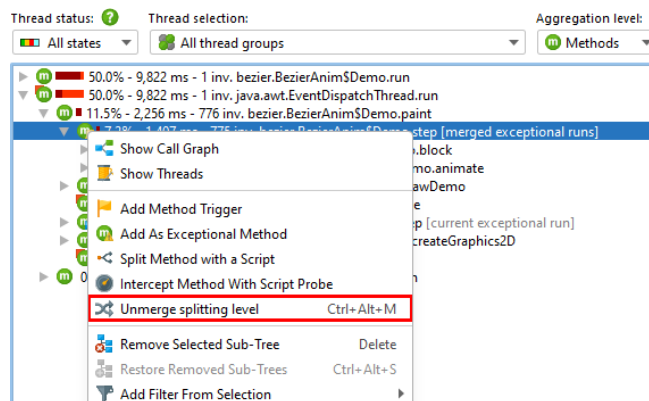 Thread status: Thread selection: Aggregation level:
All states All thread groups Methods
50.0% - 9,822 ms - 1 inv. bezier.BezierAnim$Demo.run
50.0% - 9,822 ms - 1 inv. java.awt.EventDispatchThread.run
11.5% - 2,256 ms - 776 inv. bezier.BezierAnim$Demo.paint
step [merged exceptional runs]
Show Call Graph .block
Show Threads mo.animate
awDemo
Add Method Trigger e
Add As Exceptional Method ep [current exceptional run]
Split Method with a Script createGraphics2D
Intercept Method With Script Probe
0
Unmerge splitting level Ctrl+Alt+M
Remove Selected Sub-Tree Delete
Restore Removed Sub-Trees Ctrl+Alt+S
Add Filter From Selection